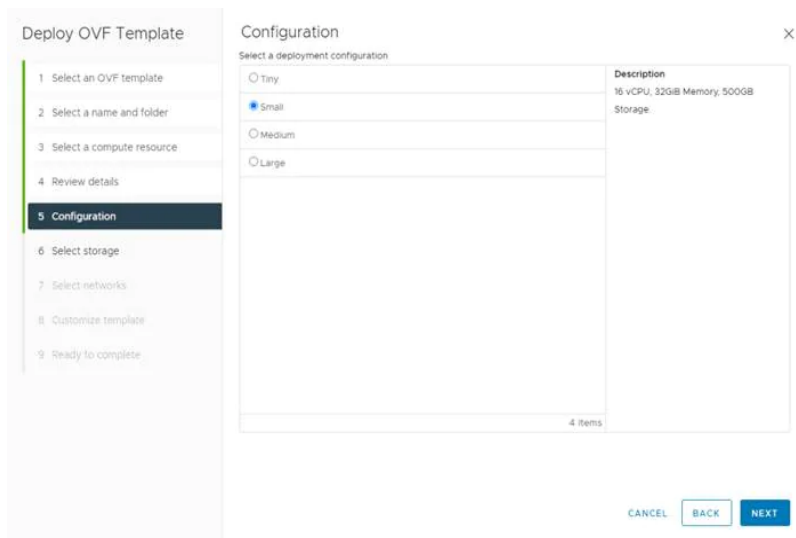 Deploy OVF Template
1 Select an OVF template
2 Select a name and folder
3 Select a compute resource
4 Review details
5 Configuration
6 Select storage
7 Select networks
8 Customize template
9 Ready to complete
Configuration
Select a deployment configuration
Tiny
Small
Medium
Large
4 items
Description
16 vCPU, 32GiB Memory, 500GB
Storage
CANCEL
BACK
NEXT